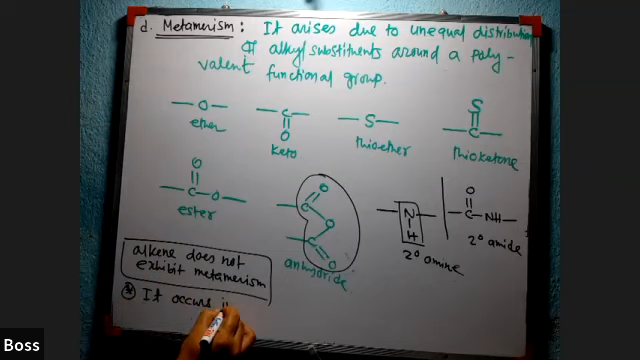 d. Metamerism: It arises due to unequal distribution
of alkyl substituents around a poly-
valent functional group.
— O —
ether
— C —
O
keto
— S —
thioether
S
— C —
thioketone
O
— C — O —
ester
O
C
O
C
O
anhydride
— N —
H
2° amine
O
— C — NH —
2° amide
alkene does not
exhibit metamerism
* It occurs i
Boss